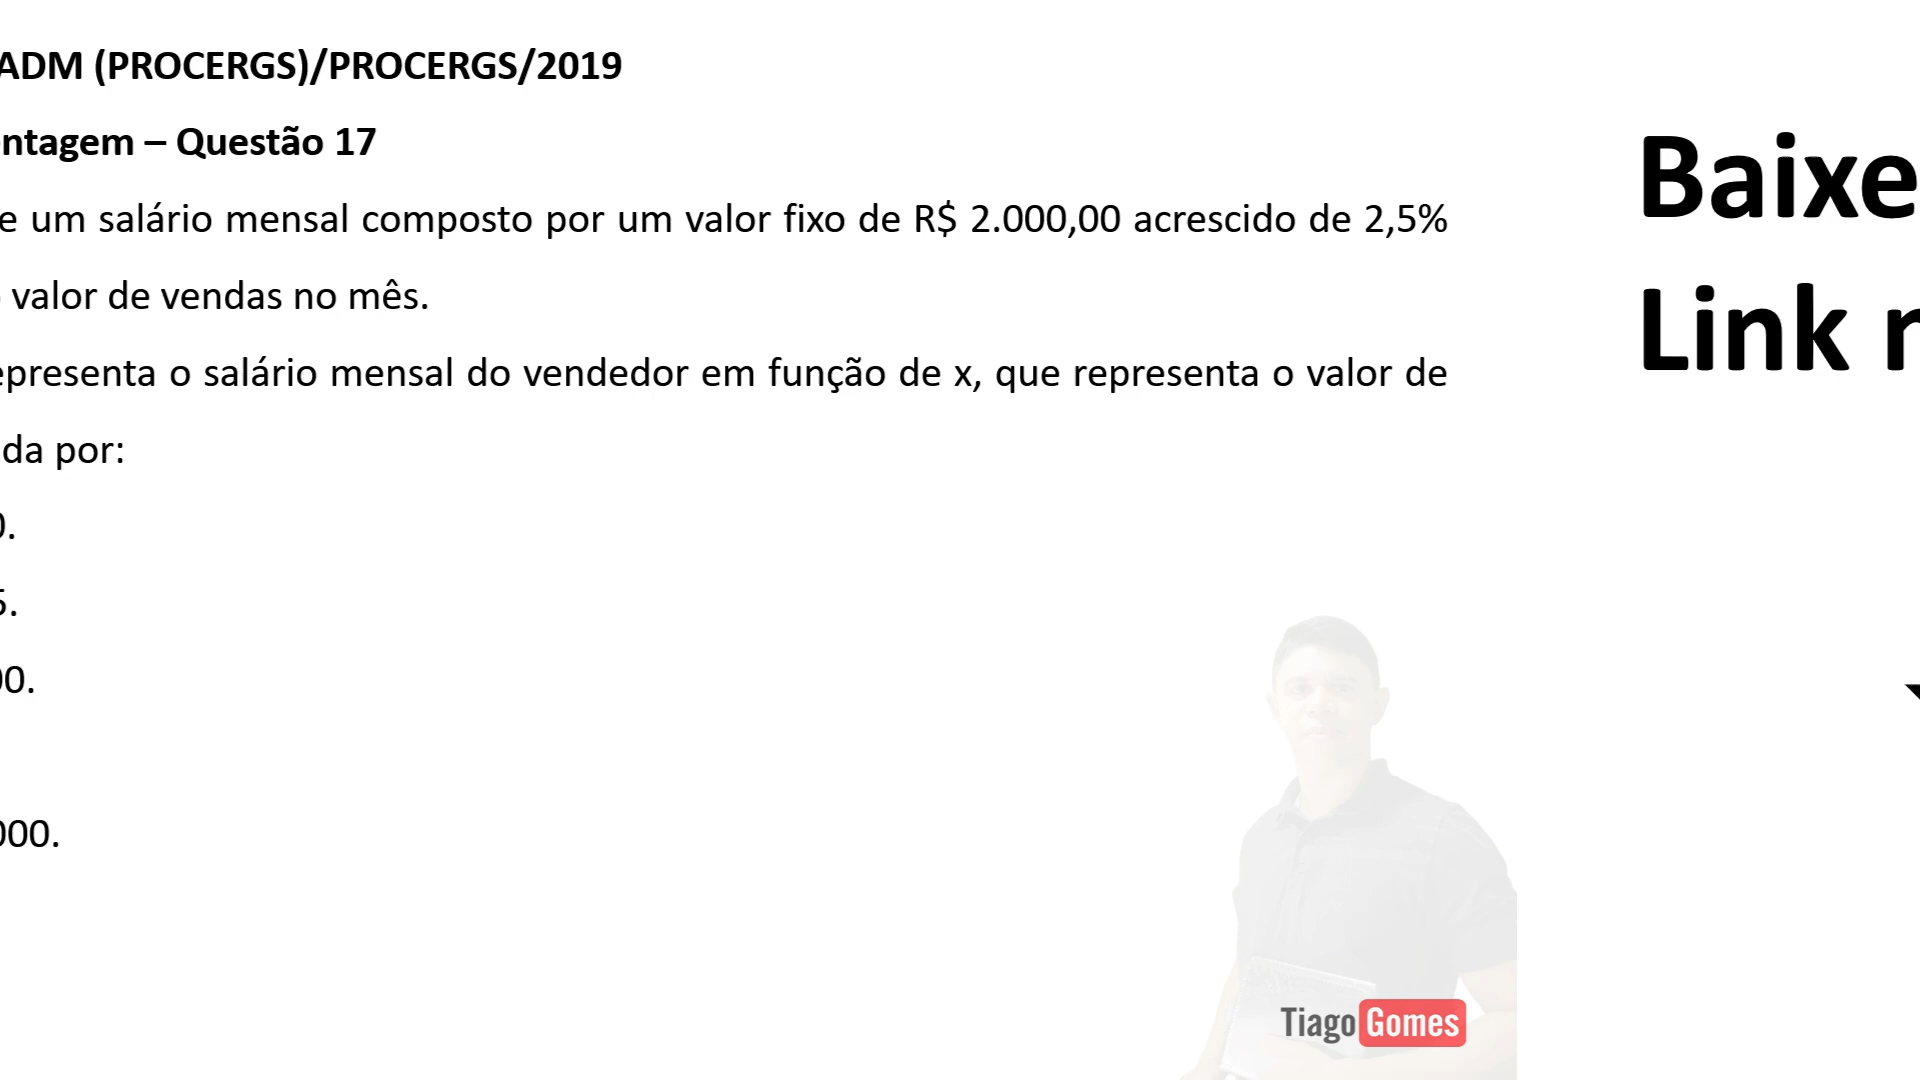 ADM (PROCERGS)/PROCERGS/2019
ntagem – Questão 17
e um salário mensal composto por um valor fixo de R$ 2.000,00 acrescido de 2,5%
valor de vendas no mês.
epresenta o salário mensal do vendedor em função de x, que representa o valor de
da por:
0.
5.
00.
000.
Baixe
Link
Tiago Gomes